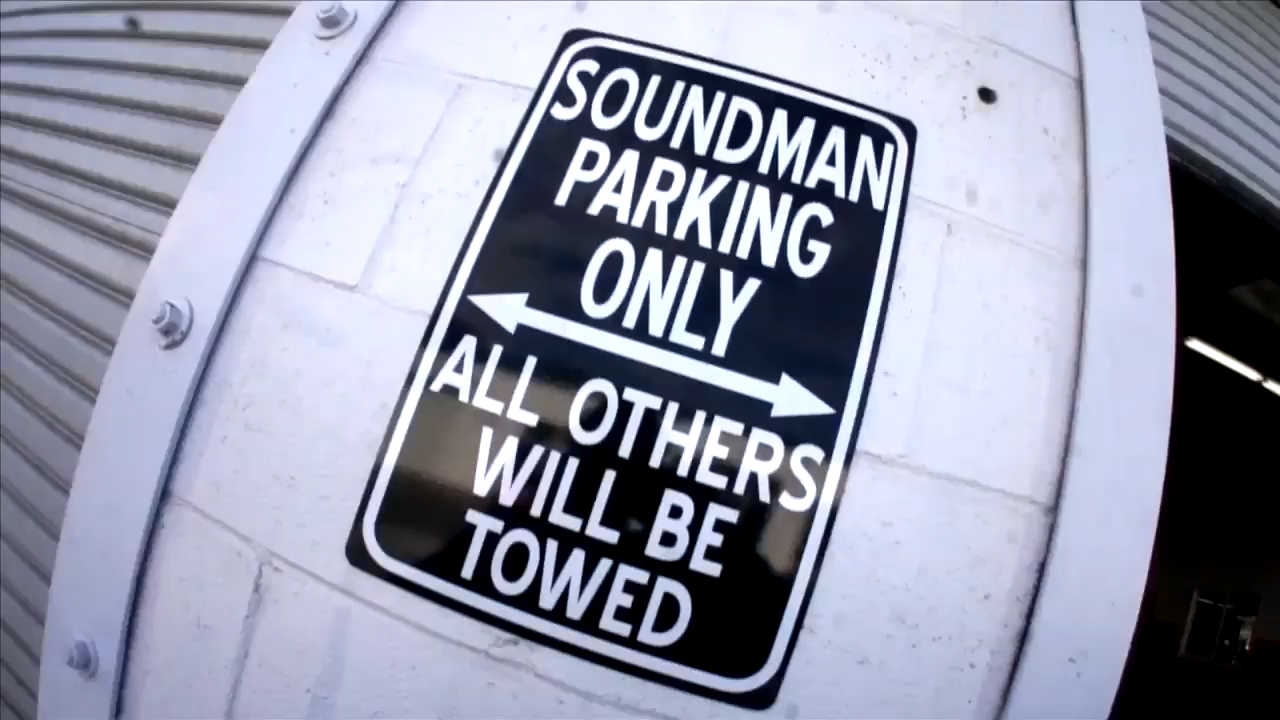 SOUNDMAN
PARKING
ONLY
ALL OTHERS
WILL BE
TOWED